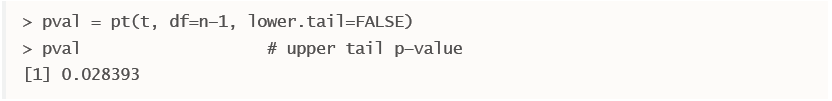 > pval = pt(t, df=n−1, lower.tail=FALSE)
> pval                  # upper tail p−value
[1] 0.028393